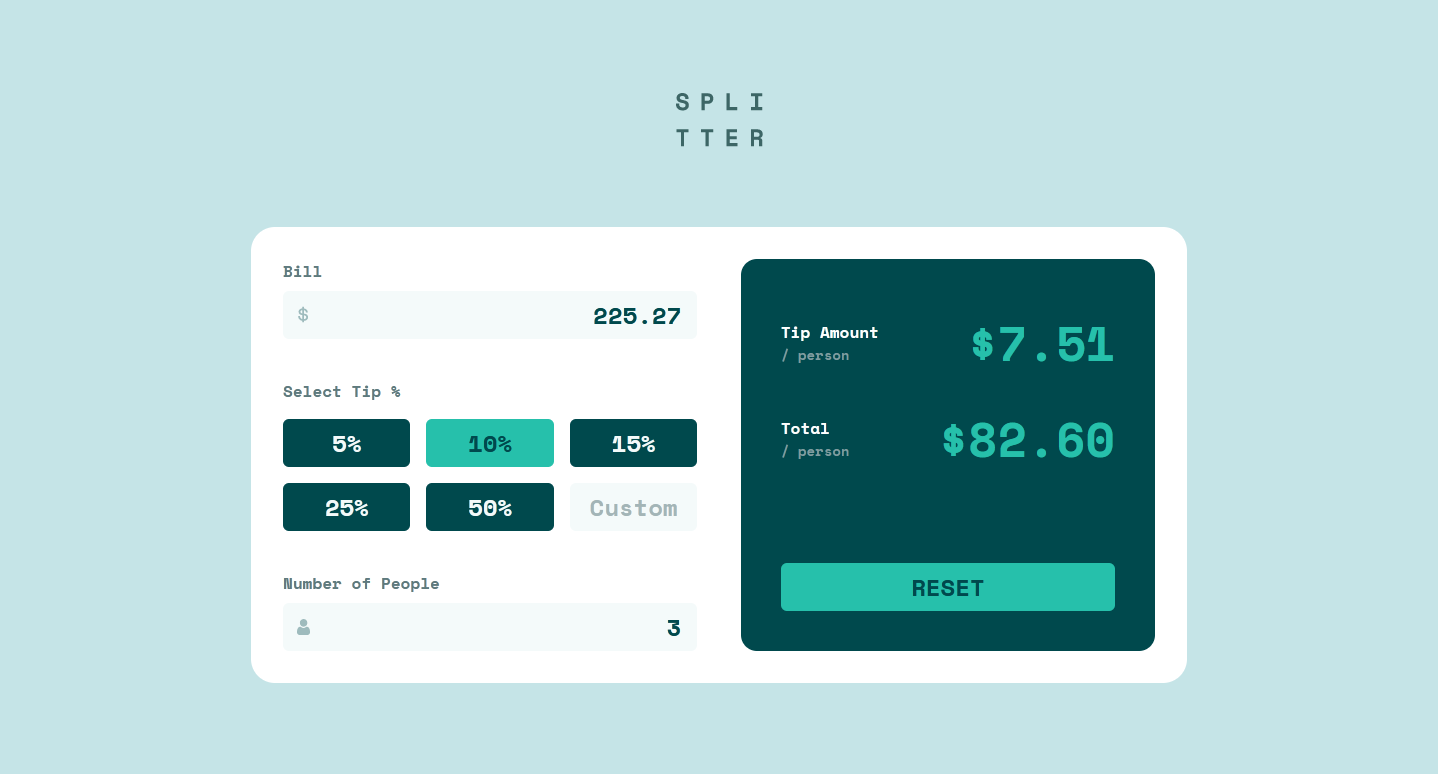 SPLI
TTER
Bill
$ 225.27
Select Tip %
5% 10% 15%
25% 50% Custom
Number of People
3
Tip Amount
/ person
$7.51
Total
/ person
$82.60
RESET